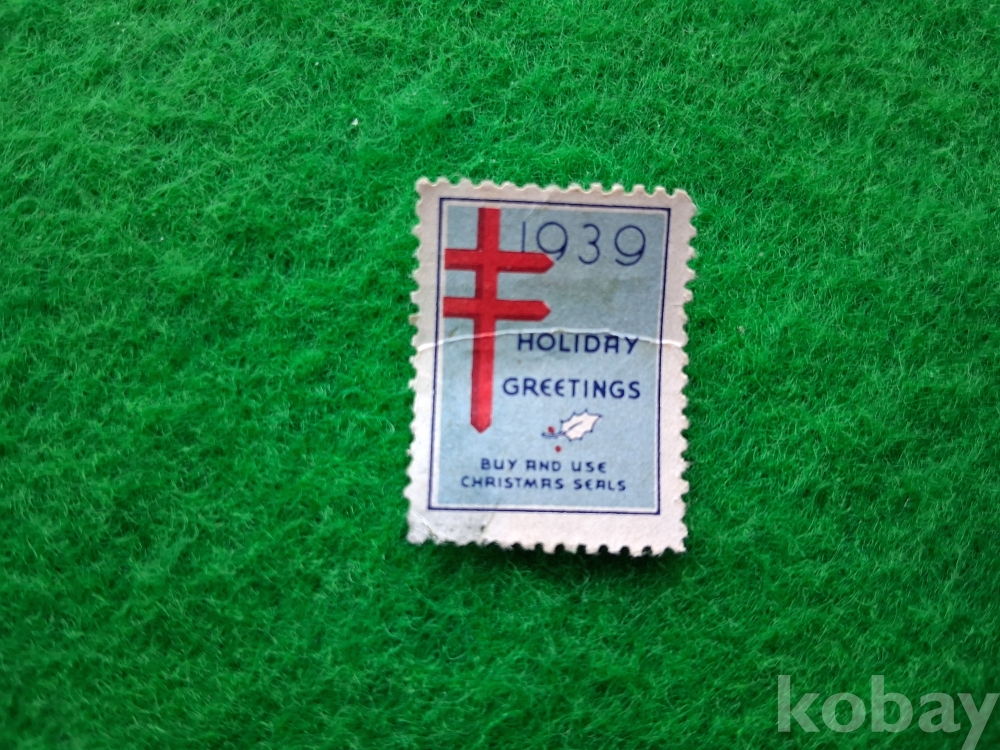 1939
HOLIDAY
GREETINGS
BUY AND USE
CHRISTMAS SEALS
kobay